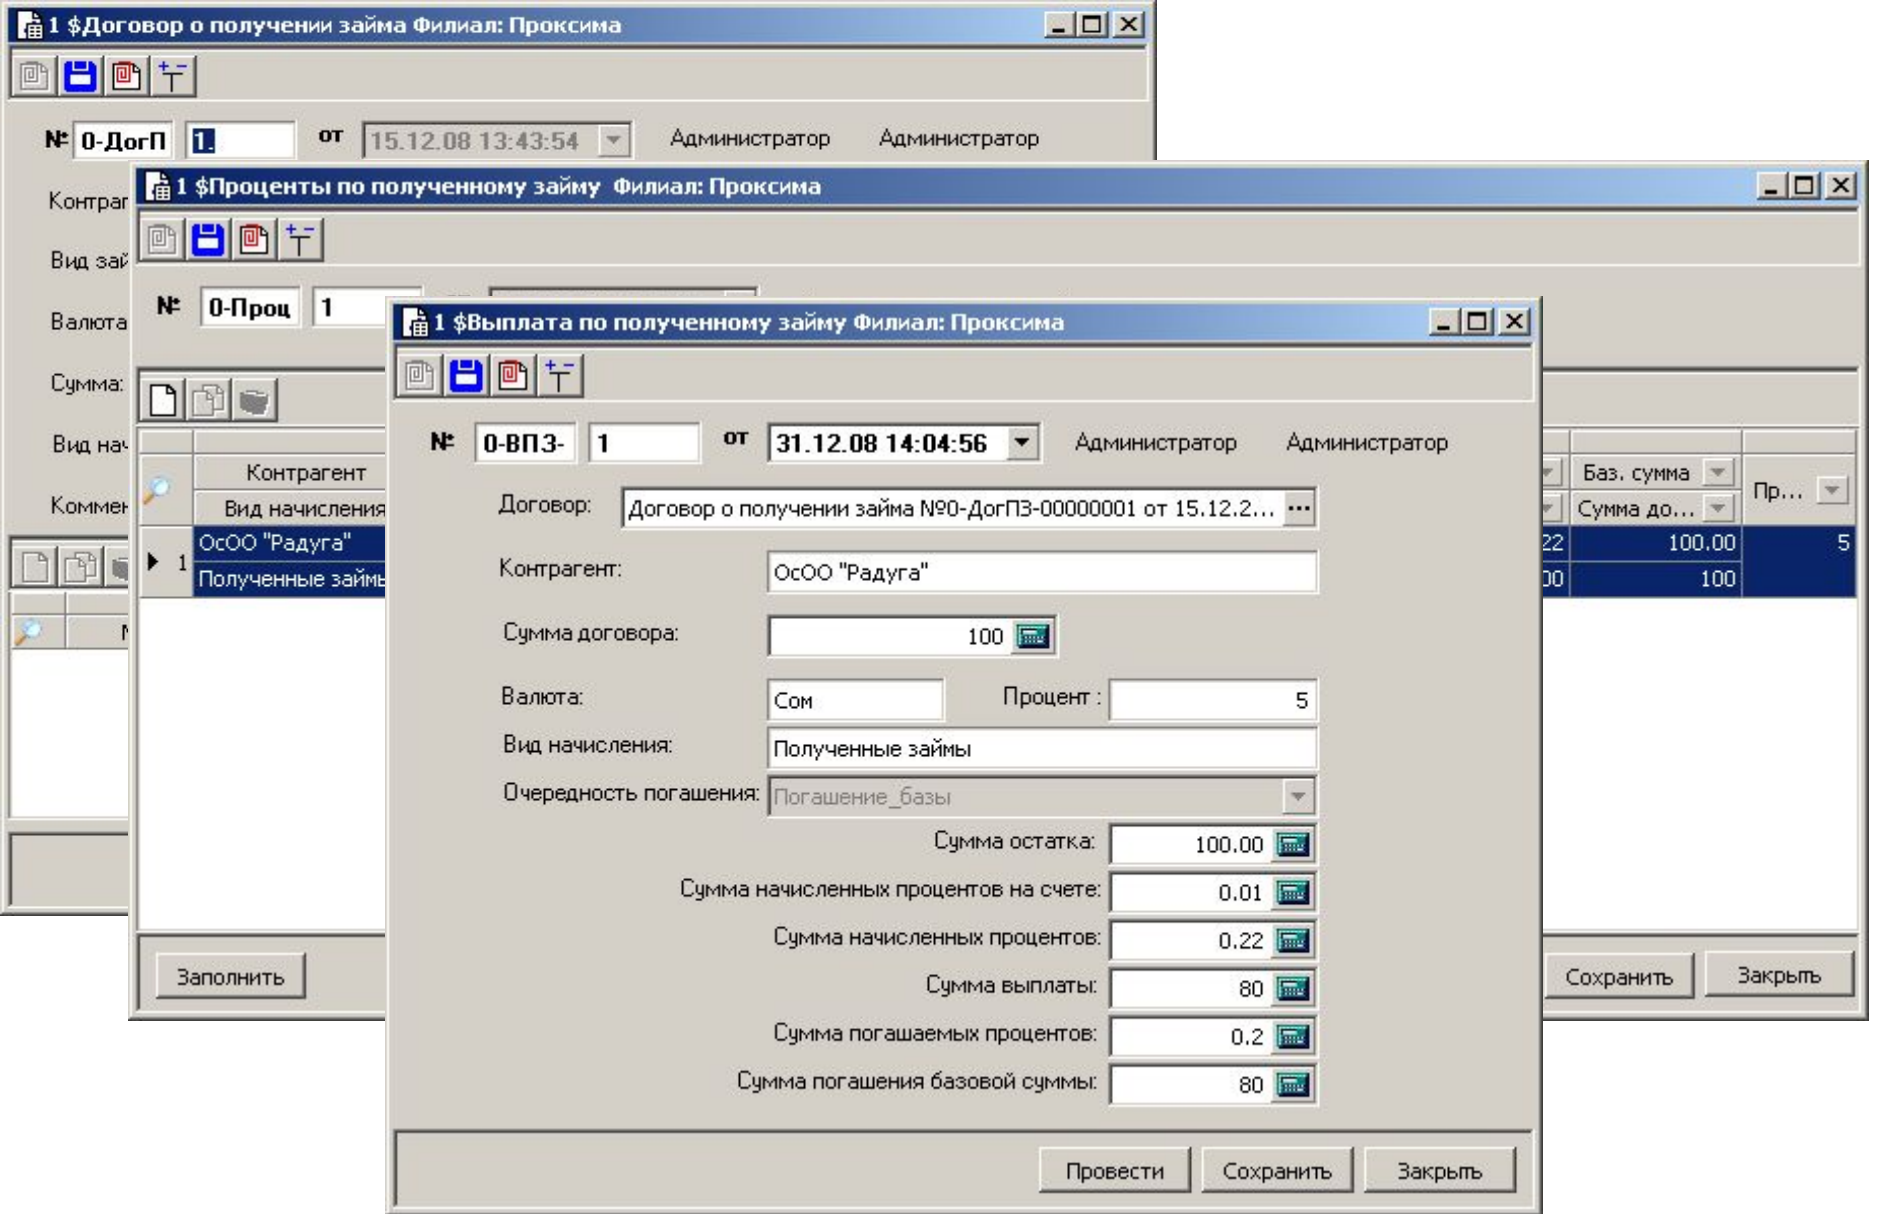 1 $Договор о получении займа Филиал: Проксима
№ 0-ДогП 1. от 15.12.08 13:43:54 Администратор Администратор
1 $Проценты по полученному займу Филиал: Проксима
Вид
Валюта
Сумма:
Вид
№ 0-Проц 1
Контрагент
Вид начисления
1 ОсОО "Радуга"
Полученные
Баз. сумма
Сумма до...
Пр...
22 100.00 5
00 100
Заполнить
Сохранить Закрыть
1 $Выплата по полученному займу Филиал: Проксима
№ 0-ВПЗ- 1 от 31.12.08 14:04:56 Администратор Администратор
Договор: Договор о получении займа №0-ДогПЗ-00000001 от 15.12.2... ...
Контрагент: ОсОО "Радуга"
Сумма договора: 100
Валюта: Сом Процент : 5
Вид начисления: Полученные займы
Очередность погашения: Погашение_базы
Сумма остатка: 100.00
Сумма начисленных процентов на счете: 0.01
Сумма начисленных процентов: 0.22
Сумма выплаты: 80
Сумма погашаемых процентов: 0.2
Сумма погашения базовой суммы: 80
Провести Сохранить Закрыть